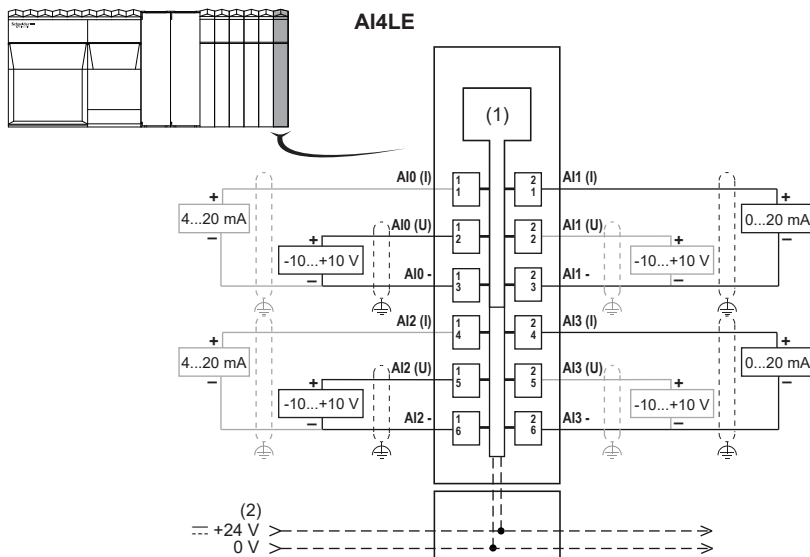 Schneider
AI4LE
(1)
AI0 (I) 1 1 2 1 AI1 (I)
+ 4...20 mA –
+ 0...20 mA –
AI0 (U) 1 2 2 2 AI1 (U)
+ -10...+10 V –
+ -10...+10 V –
AI0 - 1 3 2 3 AI1 -
AI2 (I) 1 4 2 4 AI3 (I)
+ 4...20 mA –
+ 0...20 mA –
AI2 (U) 1 5 2 5 AI3 (U)
+ -10...+10 V –
+ -10...+10 V –
AI2 - 1 6 2 6 AI3 -
(2)
+24 V
0 V